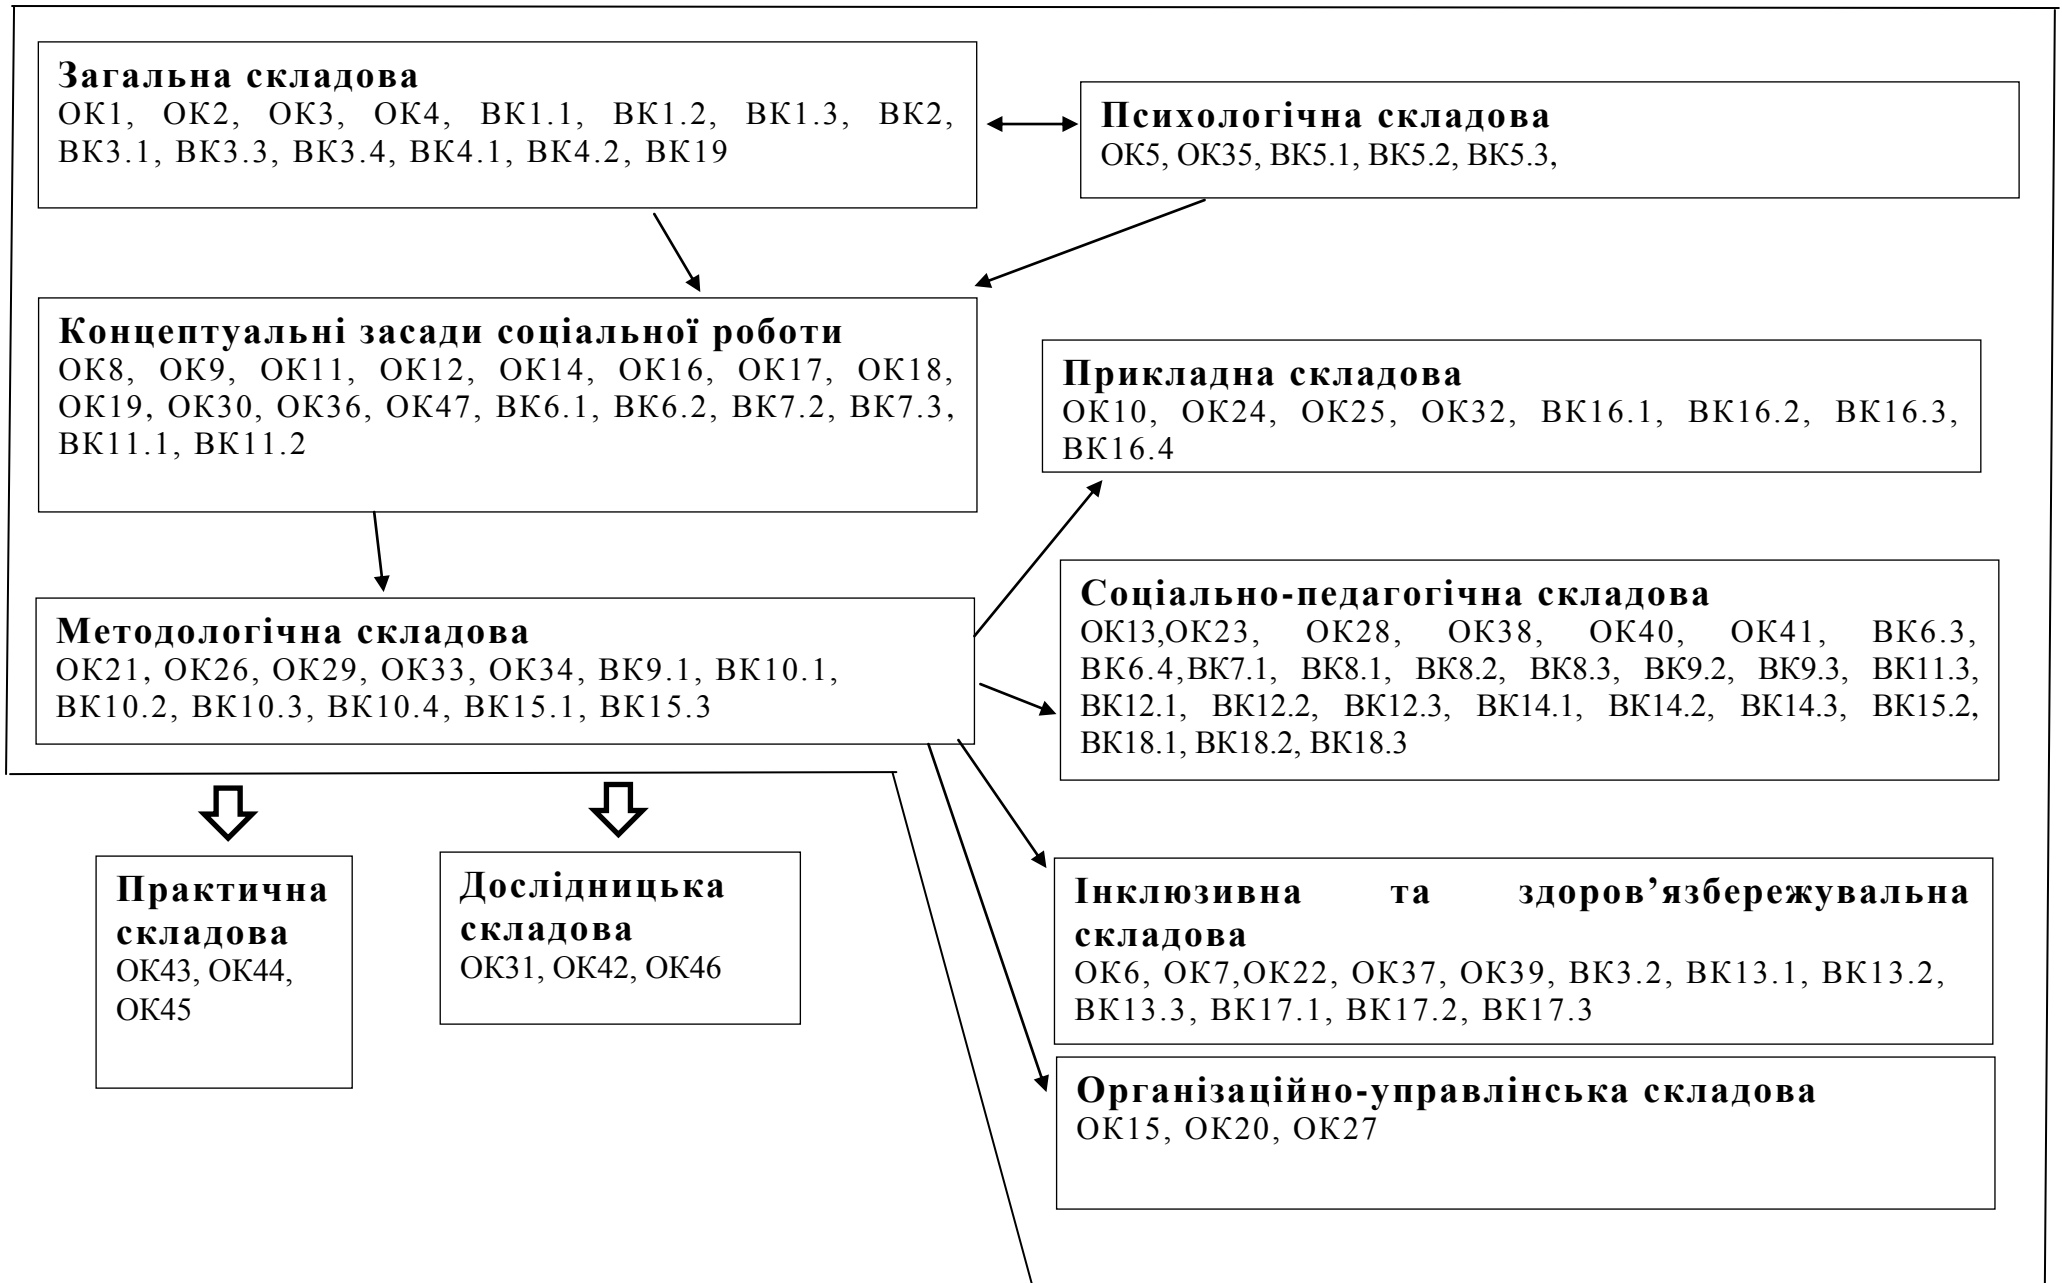 Загальна складова
ОК1, ОК2, ОК3, ОК4, ВК1.1, ВК1.2, ВК1.3, ВК2,
ВК3.1, ВК3.3, ВК3.4, ВК4.1, ВК4.2, ВК19
Психологічна складова
ОК5, ОК35, ВК5.1, ВК5.2, ВК5.3,
Концептуальні засади соціальної роботи
ОК8, ОК9, ОК11, ОК12, ОК14, ОК16, ОК17, ОК18,
ОК19, ОК30, ОК36, ОК47, ВК6.1, ВК6.2, ВК7.2, ВК7.3,
ВК11.1, ВК11.2
Прикладна складова
ОК10, ОК24, ОК25, ОК32, ВК16.1, ВК16.2, ВК16.3,
ВК16.4
Методологічна складова
ОК21, ОК26, ОК29, ОК33, ОК34, ВК9.1, ВК10.1,
ВК10.2, ВК10.3, ВК10.4, ВК15.1, ВК15.3
Соціально-педагогічна складова
ОК13,ОК23, ОК28, ОК38, ОК40, ОК41, ВК6.3,
ВК6.4,ВК7.1, ВК8.1, ВК8.2, ВК8.3, ВК9.2, ВК9.3, ВК11.3,
ВК12.1, ВК12.2, ВК12.3, ВК14.1, ВК14.2, ВК14.3, ВК15.2,
ВК18.1, ВК18.2, ВК18.3
Практична
складова
ОК43, ОК44,
ОК45
Дослідницька
складова
ОК31, ОК42, ОК46
Інклюзивна та здоров’язбережувальна
складова
ОК6, ОК7,ОК22, ОК37, ОК39, ВК3.2, ВК13.1, ВК13.2,
ВК13.3, ВК17.1, ВК17.2, ВК17.3
Організаційно-управлінська складова
ОК15, ОК20, ОК27